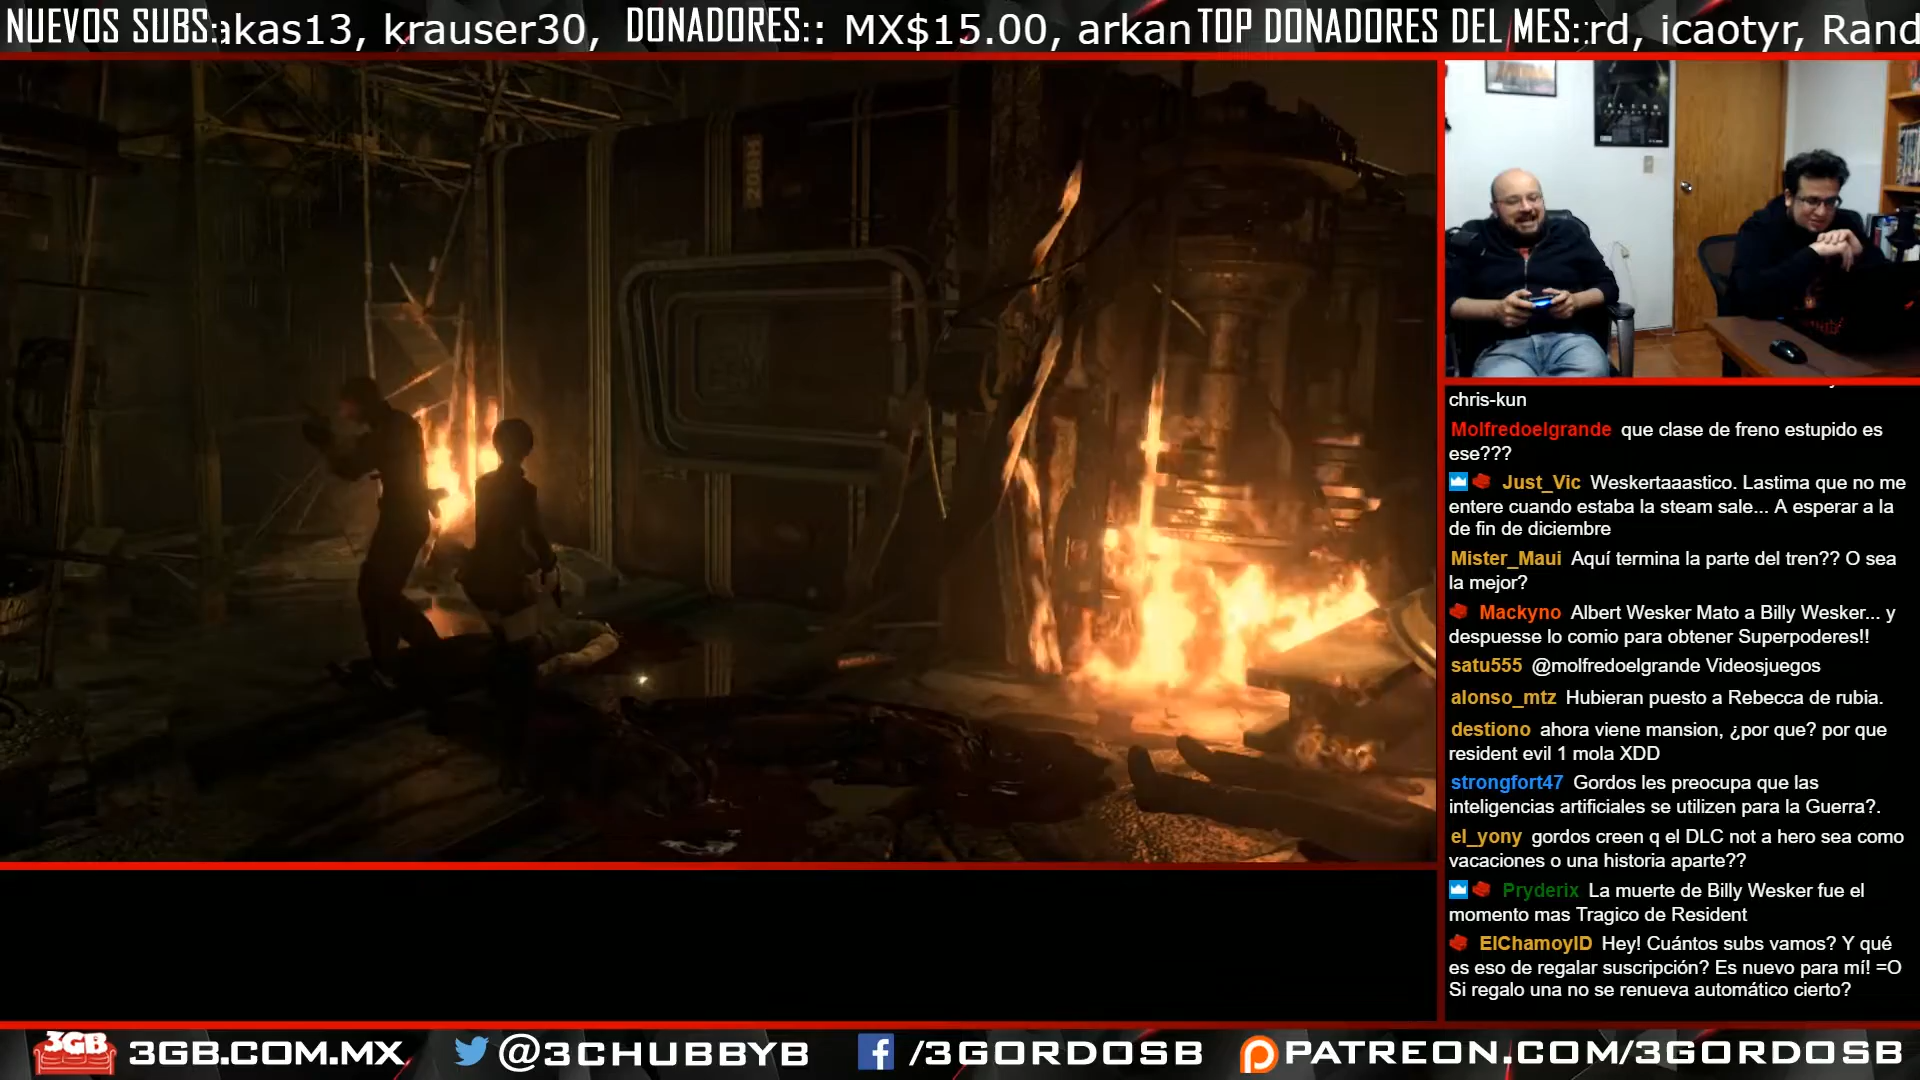 NUEVOS SUBS: akas13, krauser30, DONADORES:: MX$15.00, arkan TOP DONADORES DEL MES:: rd, icaotyr, Rand
ALIEN
chris-kun
Molfredoelgrande que clase de freno estupido es
ese???
Just_Vic Weskertaaastico. Lastima que no me
entere cuando estaba la steam sale... A esperar a la
de fin de diciembre
Mister_Maui Aquí termina la parte del tren?? O sea
la mejor?
Mackyno Albert Wesker Mato a Billy Wesker... y
despuesse lo comio para obtener Superpoderes!!
satu555 @molfredoelgrande Videosjuegos
alonso_mtz Hubieran puesto a Rebecca de rubia.
destiono ahora viene mansion, ¿por que? por que
resident evil 1 mola XDD
strongfort47 Gordos les preocupa que las
inteligencias artificiales se utilizen para la Guerra?.
el_yony gordos creen q el DLC not a hero sea como
vacaciones o una historia aparte??
Pryderix La muerte de Billy Wesker fue el
momento mas Tragico de Resident
ElChamoyID Hey! Cuántos subs vamos? Y qué
es eso de regalar suscripción? Es nuevo para mí! =O
Si regalo una no se renueva automático cierto?
3GB 3GB.COM.MX @3CHUBBYB /3GORDOSB PATREON.COM/3GORDOSB